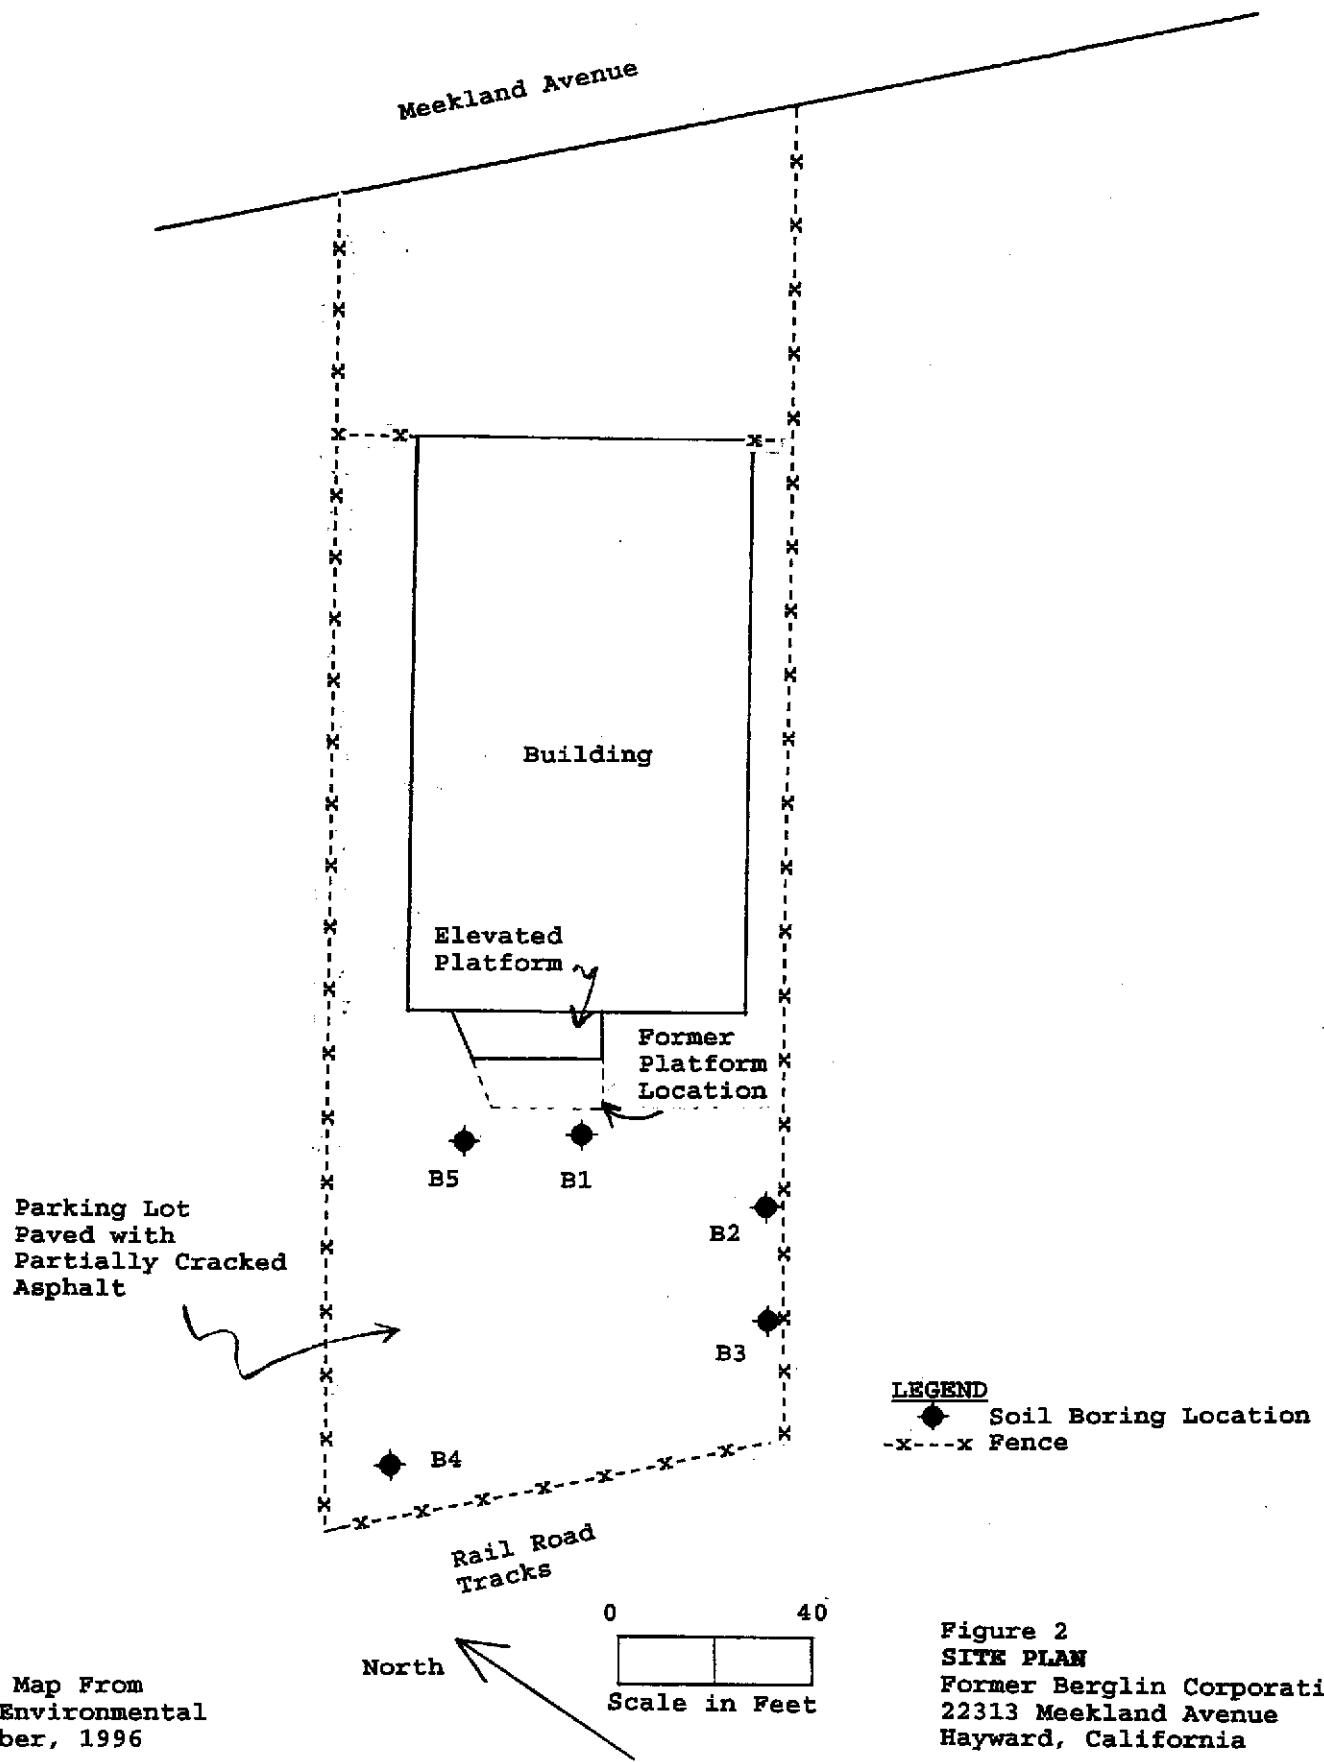 Meekland Avenue
Building
Elevated
Platform
Former
Platform
Location
B5
B1
B2
Parking Lot
Paved with
Partially Cracked
Asphalt
B3
LEGEND
Soil Boring Location
-x---x Fence
B4
Rail Road
Tracks
0 40
North
Scale in Feet
Figure 2
SITE PLAN
Former Berglin Corporati
22313 Meekland Avenue
Hayward, California
Map From
Environmental
ber, 1996